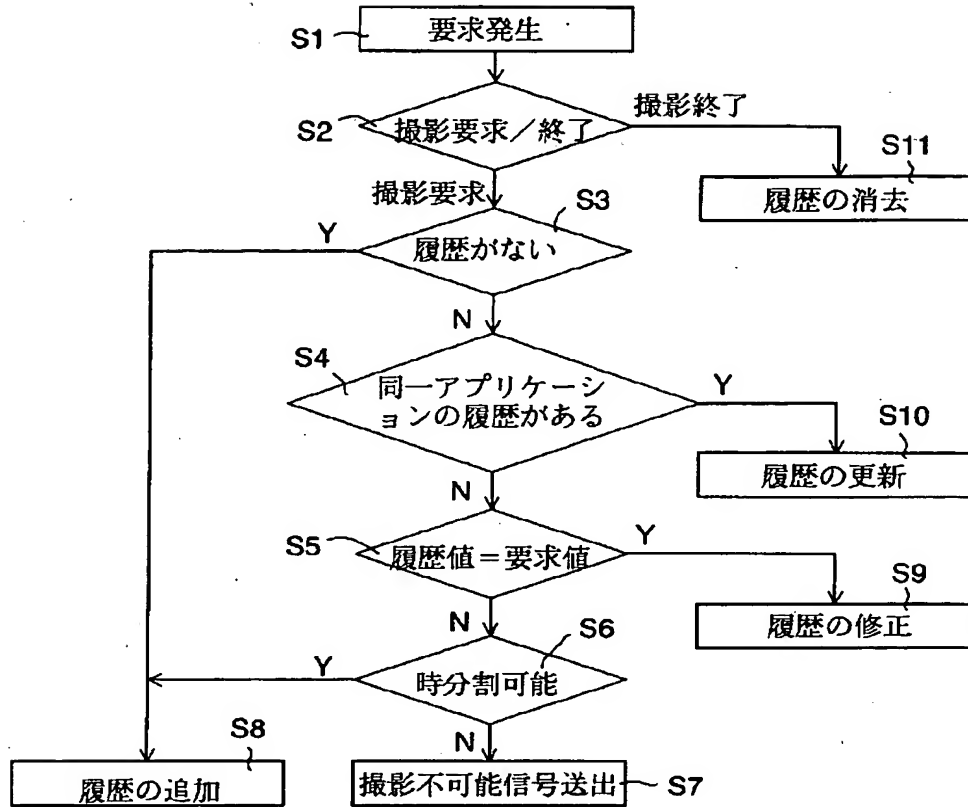 S1
要求発生
S2
撮影要求／終了
撮影終了
S11
履歴の消去
撮影要求
S3
Y
履歴がない
N
S4
同一アプリケーシ
ョンの履歴がある
Y
S10
履歴の更新
N
S5
履歴値＝要求値
Y
S9
履歴の修正
N
S6
Y
時分割可能
N
S8
履歴の追加
撮影不可能信号送出
S7